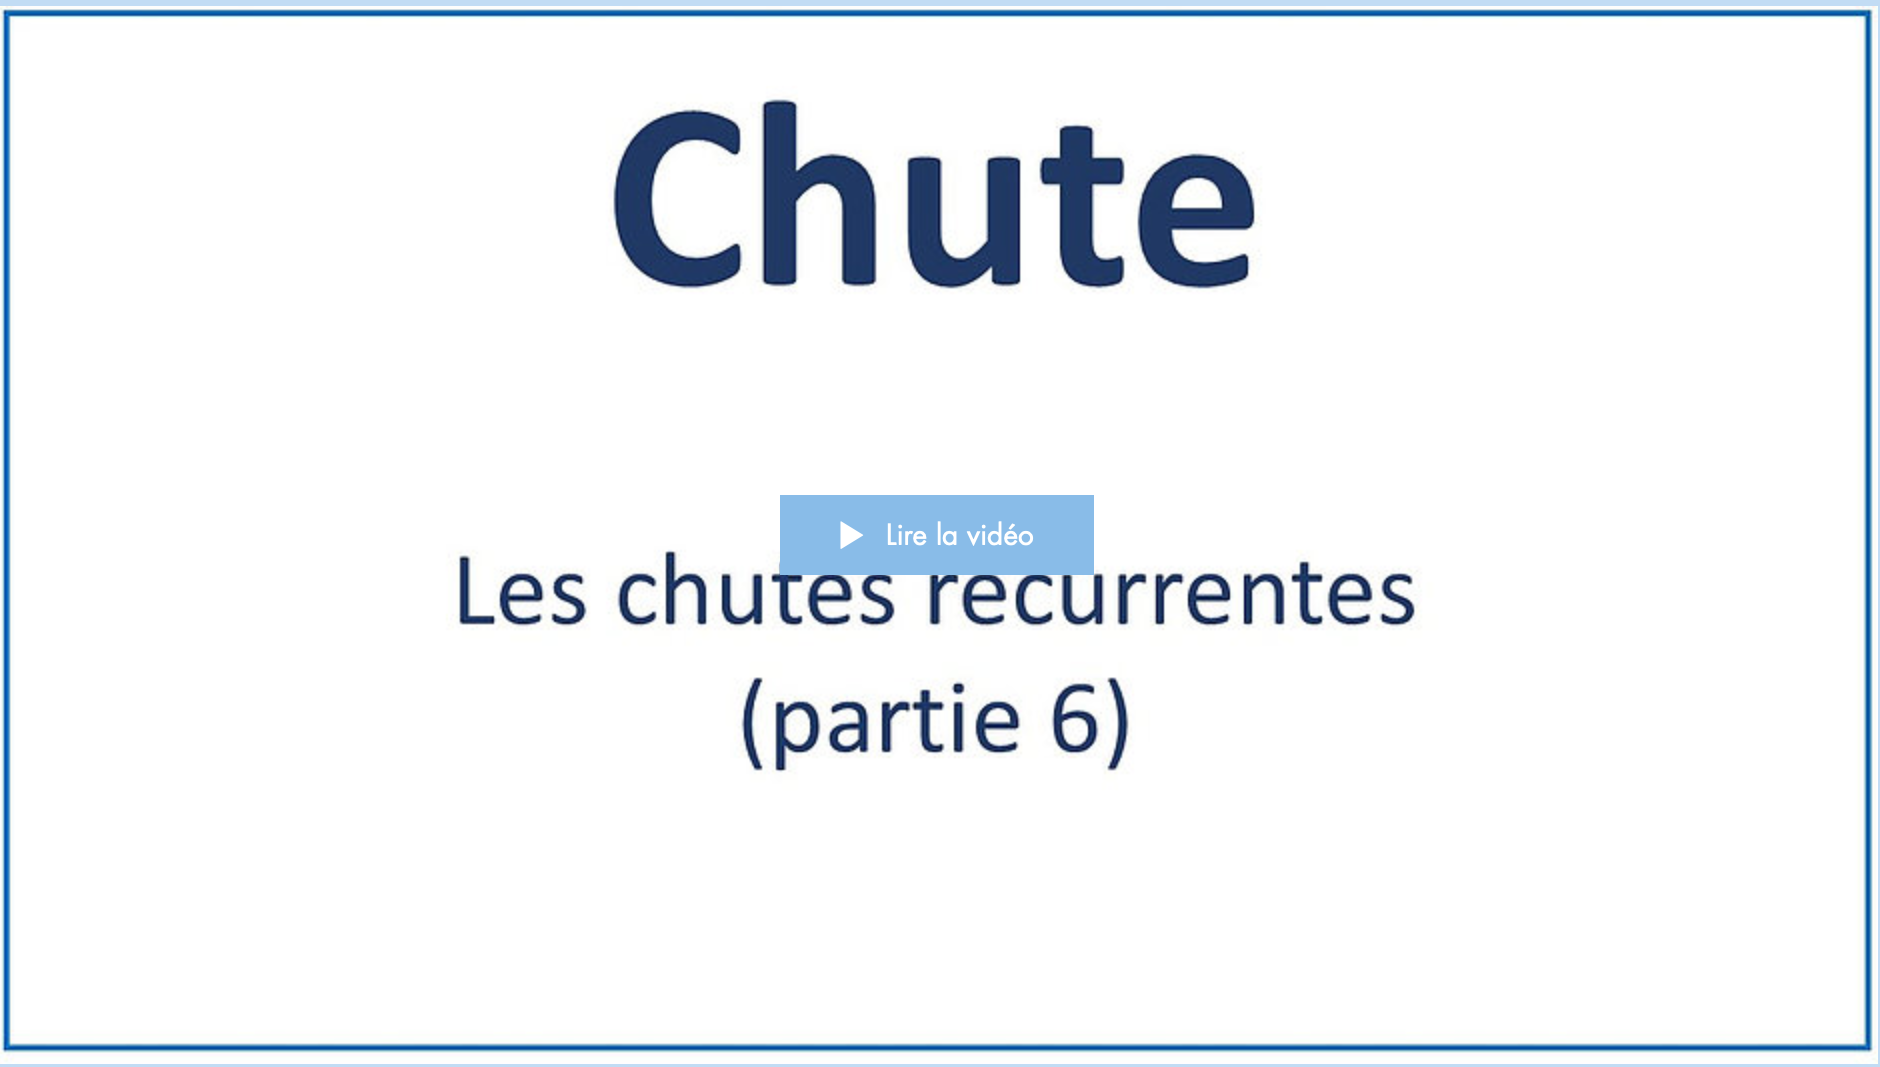 Chute
Lire la vidéo
Les chutes récurrentes
(partie 6)